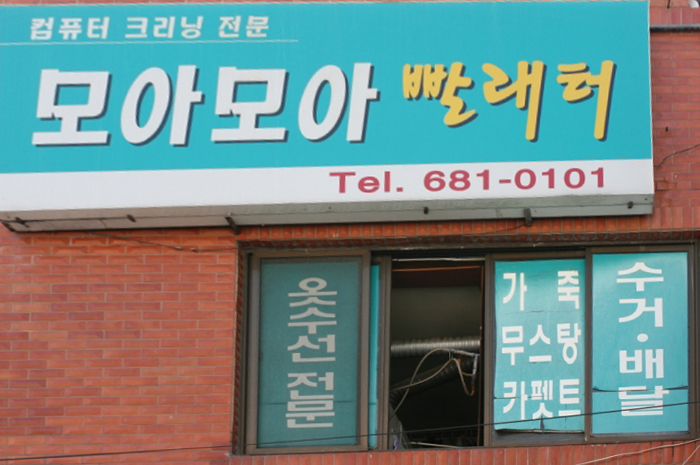 컴퓨터 크리닝 전문
모아모아 빨래터
Tel. 681-0101
옷수선 전문
가죽
무스탕
카펫트
수거·배달